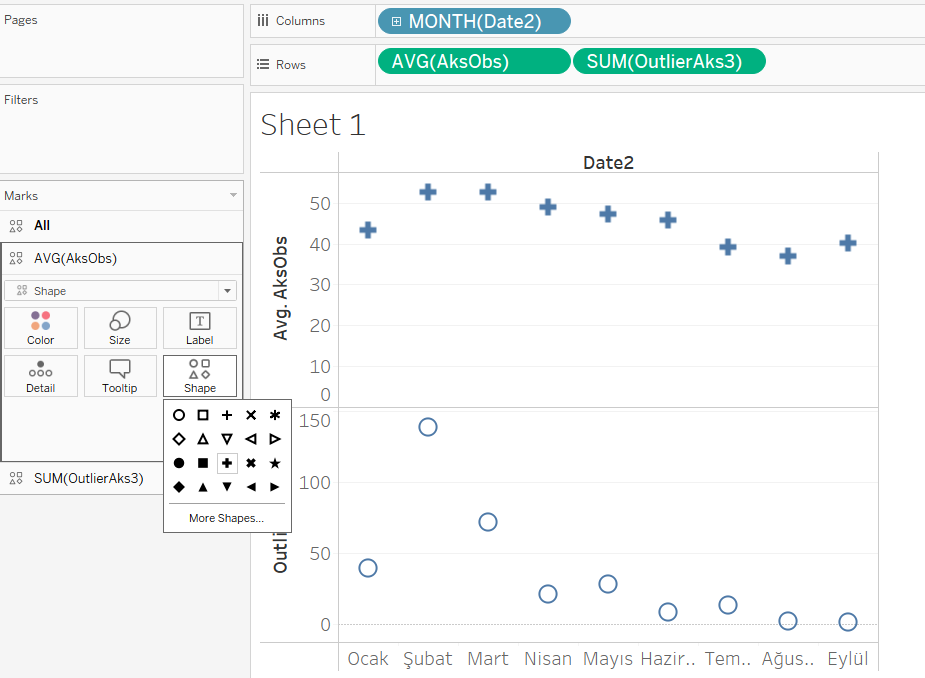 Pages
Columns
MONTH(Date2)
Rows
AVG(AksObs)
SUM(OutlierAks3)
Filters
Sheet 1
Marks
All
AVG(AksObs)
Shape
Color
Size
Label
Detail
Tooltip
Shape
More Shapes...
SUM(OutlierAks3)
Date2
Avg. AksObs
50
40
30
20
10
0
Outli
150
100
50
0
Ocak Şubat Mart Nisan Mayıs Hazir.. Tem.. Ağus.. Eylül